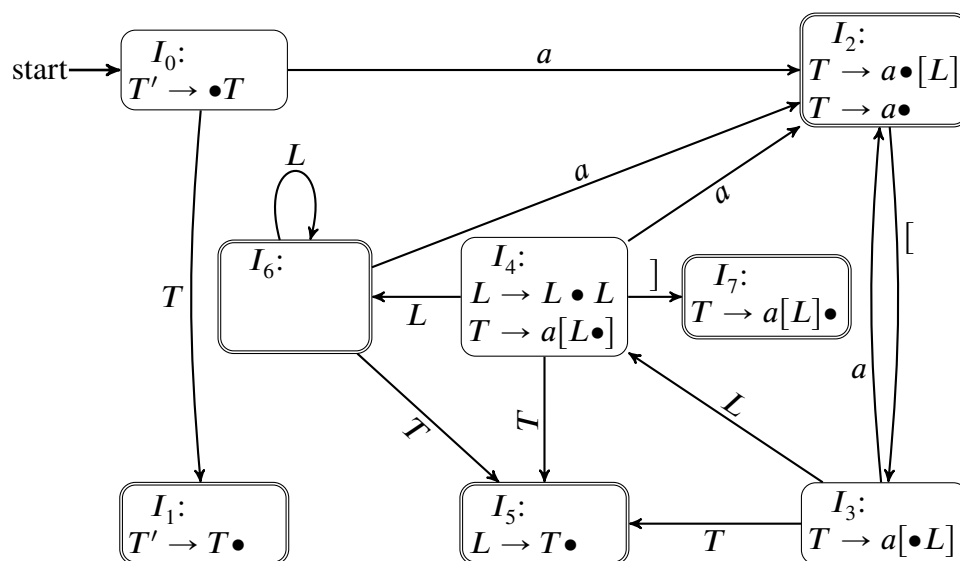 start
I₀:
T′ → •T
a
I₂:
T → a•[L]
T → a•
L
a
a
[
I₆:
I₄:
L → L • L
T → a[L•]
L
]
I₇:
T → a[L]•
T
a
T
T
L
I₁:
T′ → T•
I₅:
L → T•
T
I₃:
T → a[•L]